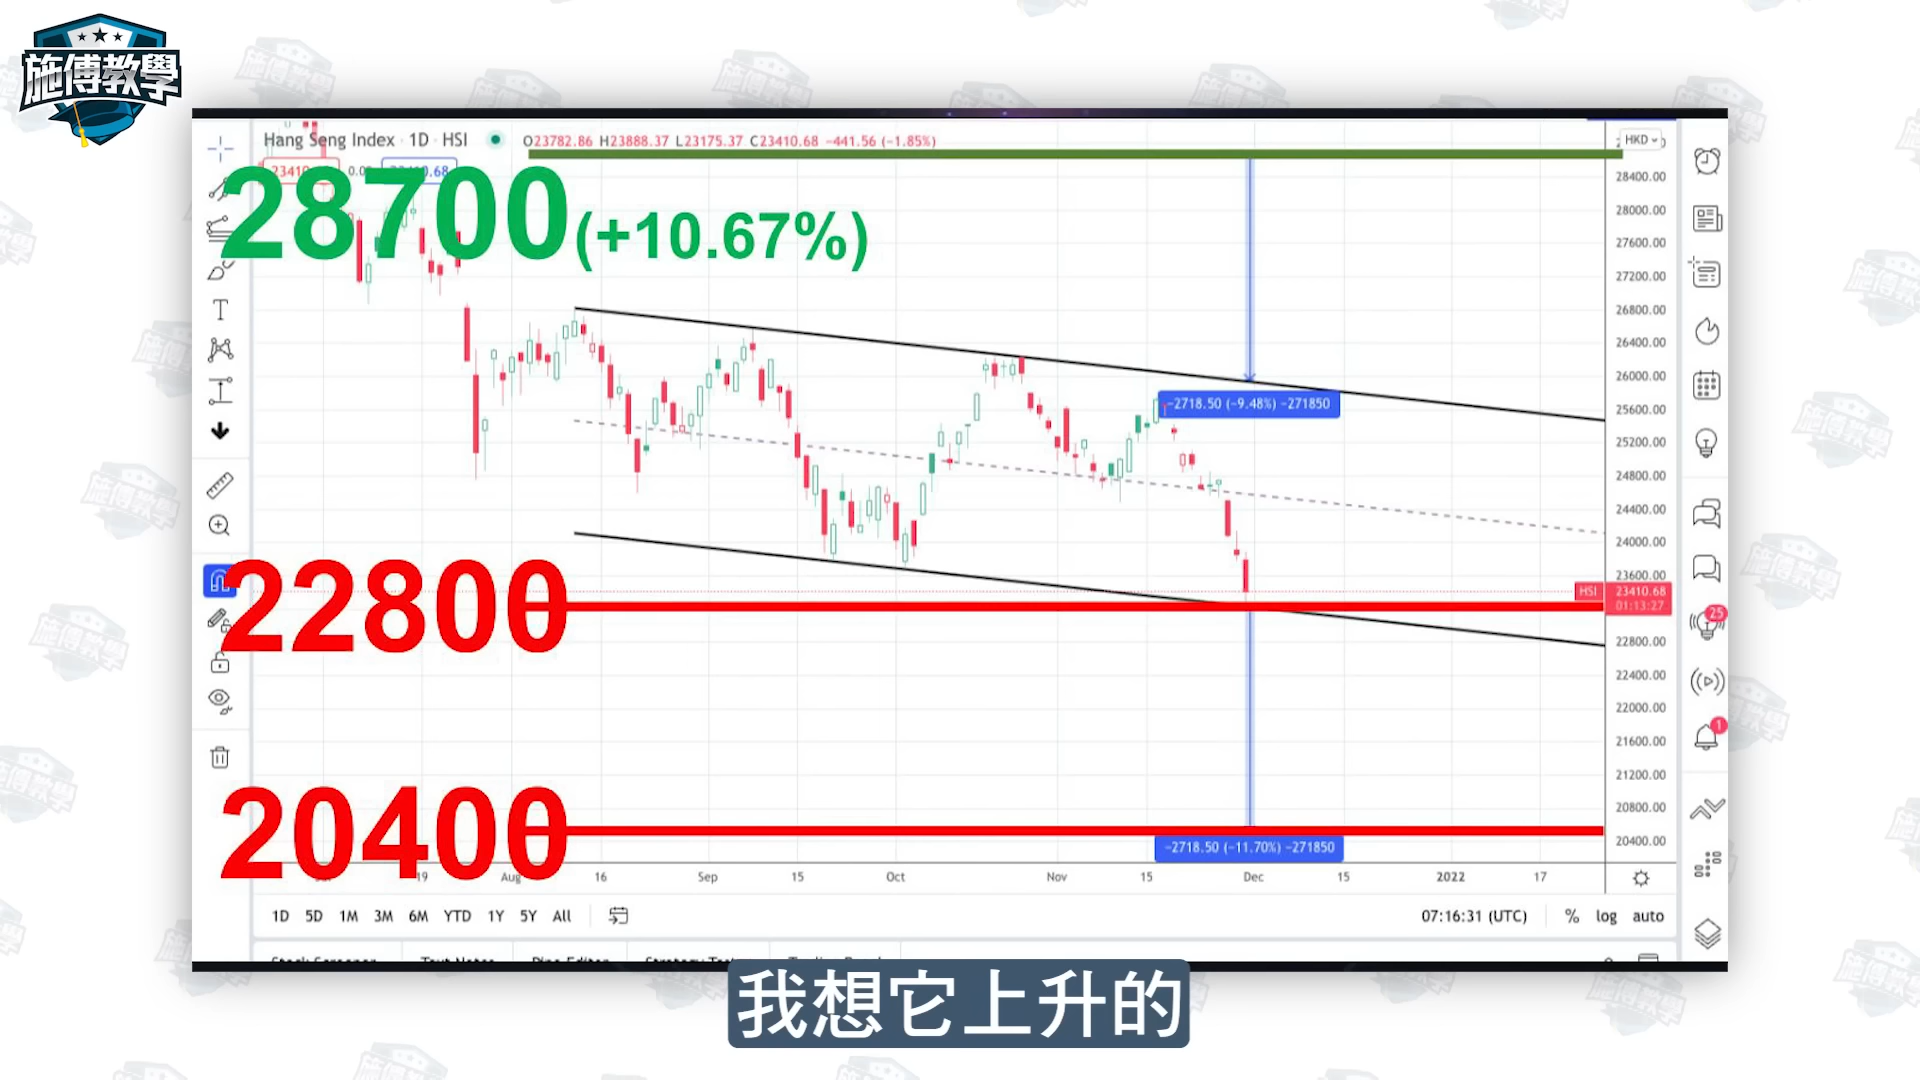 施傅教學
Hang Seng Index · 1D · HSI
O23782.86 H23888.37 L23175.37 C23410.68 −441.56 (−1.85%)
HKD
28400.00
28700(+10.67%)
28000.00
27600.00
27200.00
26800.00
26400.00
26000.00
−2718.50 (−9.48%) −271850
25600.00
25200.00
24800.00
24400.00
24000.00
23600.00
HSI 23410.68
01:13:27
22800
25
22800.00
22400.00
22000.00
1
21600.00
21200.00
20800.00
20400
20400.00
−2718.50 (−11.70%) −271850
19 Aug 16 Sep 15 Oct Nov 15 Dec 15 2022 17
1D 5D 1M 3M 6M YTD 1Y 5Y All
07:16:31 (UTC) % log auto
我想它上升的